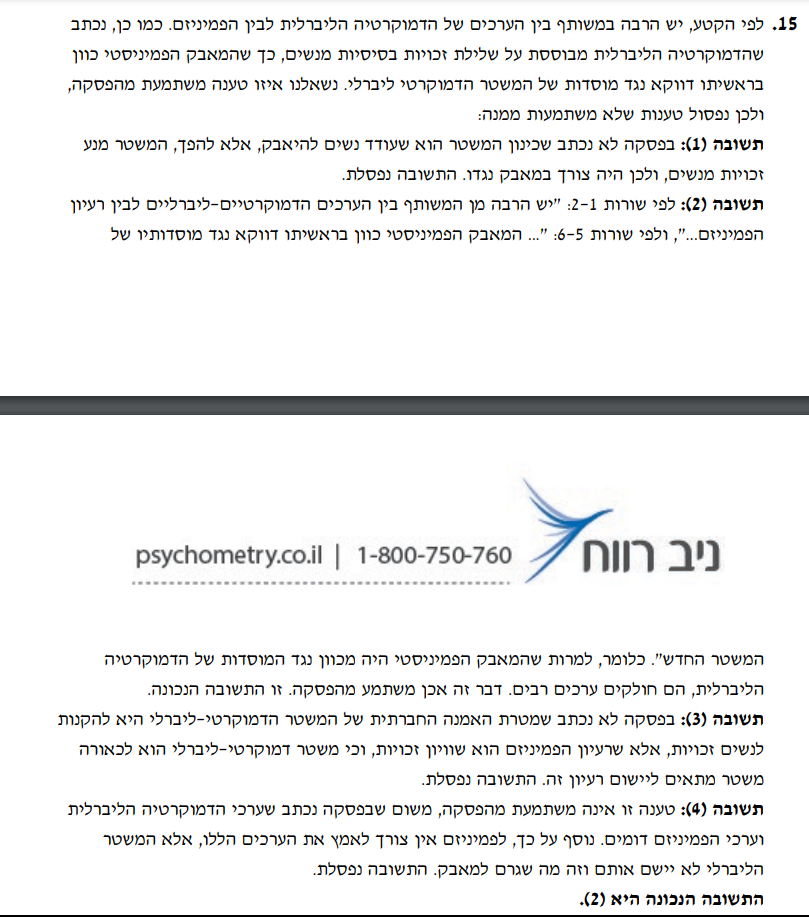 15. לפי הקטע, יש הרבה במשותף בין הערכים של הדמוקרטיה הליברלית לבין הפמיניזם. כמו כן, נכתב
שהדמוקרטיה הליברלית מבוססת על שלילת זכויות בסיסיות מנשים, כך שהמאבק הפמיניסטי כוון
בראשיתו דווקא נגד מוסדות של המשטר הדמוקרטי ליברלי. נשאלנו איזו טענה משתמעת מהפסקה,
ולכן נפסול טענות שלא משתמעות ממנה:
תשובה (1): בפסקה לא נכתב שכינון המשטר הוא שעודד נשים להיאבק, אלא להפך, המשטר מנע
זכויות מנשים, ולכן היה צורך במאבק נגדו. התשובה נפסלת.
תשובה (2): לפי שורות 1–2: "יש הרבה מן המשותף בין הערכים הדמוקרטיים-ליברליים לבין רעיון
הפמיניזם...", ולפי שורות 5–6: "... המאבק הפמיניסטי כוון בראשיתו דווקא נגד מוסדותיו של
psychometry.co.il | 1-800-750-760 ניב רווח
המשטר החדש". כלומר, למרות שהמאבק הפמיניסטי היה מכוון נגד המוסדות של הדמוקרטיה
הליברלית, הם חולקים ערכים רבים. דבר זה אכן משתמע מהפסקה. זו התשובה הנכונה.
תשובה (3): בפסקה לא נכתב שמטרת האמנה החברתית של המשטר הדמוקרטי-ליברלי היא להקנות
לנשים זכויות, אלא שרעיון הפמיניזם הוא שוויון זכויות, וכי משטר דמוקרטי-ליברלי הוא לכאורה
משטר מתאים ליישום רעיון זה. התשובה נפסלת.
תשובה (4): טענה זו אינה משתמעת מהפסקה, משום שבפסקה נכתב שערכי הדמוקרטיה הליברלית
וערכי הפמיניזם דומים. נוסף על כך, לפמיניזם אין צורך לאמץ את הערכים הללו, אלא המשטר
הליברלי לא יישם אותם וזה מה שגרם למאבק. התשובה נפסלת.
התשובה הנכונה היא (2).